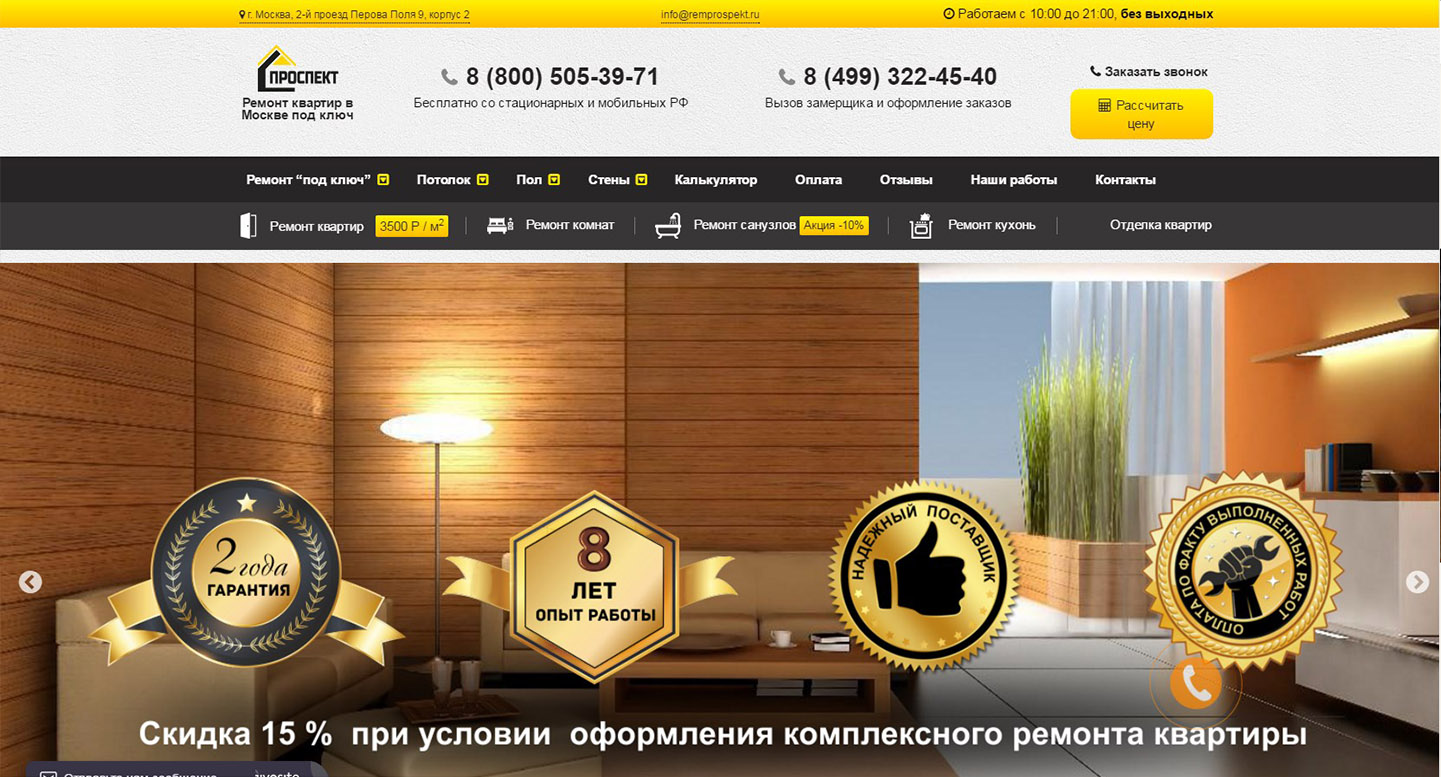 г. Москва, 2-й проезд Перова Поля 9, корпус 2
info@remprospekt.ru
Работаем с 10:00 до 21:00, без выходных
ПРОСПЕКТ
Ремонт квартир в
Москве под ключ
8 (800) 505-39-71
Бесплатно со стационарных и мобильных РФ
8 (499) 322-45-40
Вызов замерщика и оформление заказов
Заказать звонок
Рассчитать
цену
Ремонт “под ключ” Потолок Пол Стены Калькулятор Оплата Отзывы Наши работы Контакты
Ремонт квартир 3500 Р / м² Ремонт комнат Ремонт санузлов Акция -10% Ремонт кухонь Отделка квартир
2 года
ГАРАНТИЯ
8
ЛЕТ
ОПЫТ РАБОТЫ
НАДЕЖНЫЙ ПОСТАВЩИК
ОПЛАТА ПО ФАКТУ ВЫПОЛНЕННЫХ РАБОТ
Скидка 15 % при условии оформления комплексного ремонта квартиры
Отправьте нам сообщение